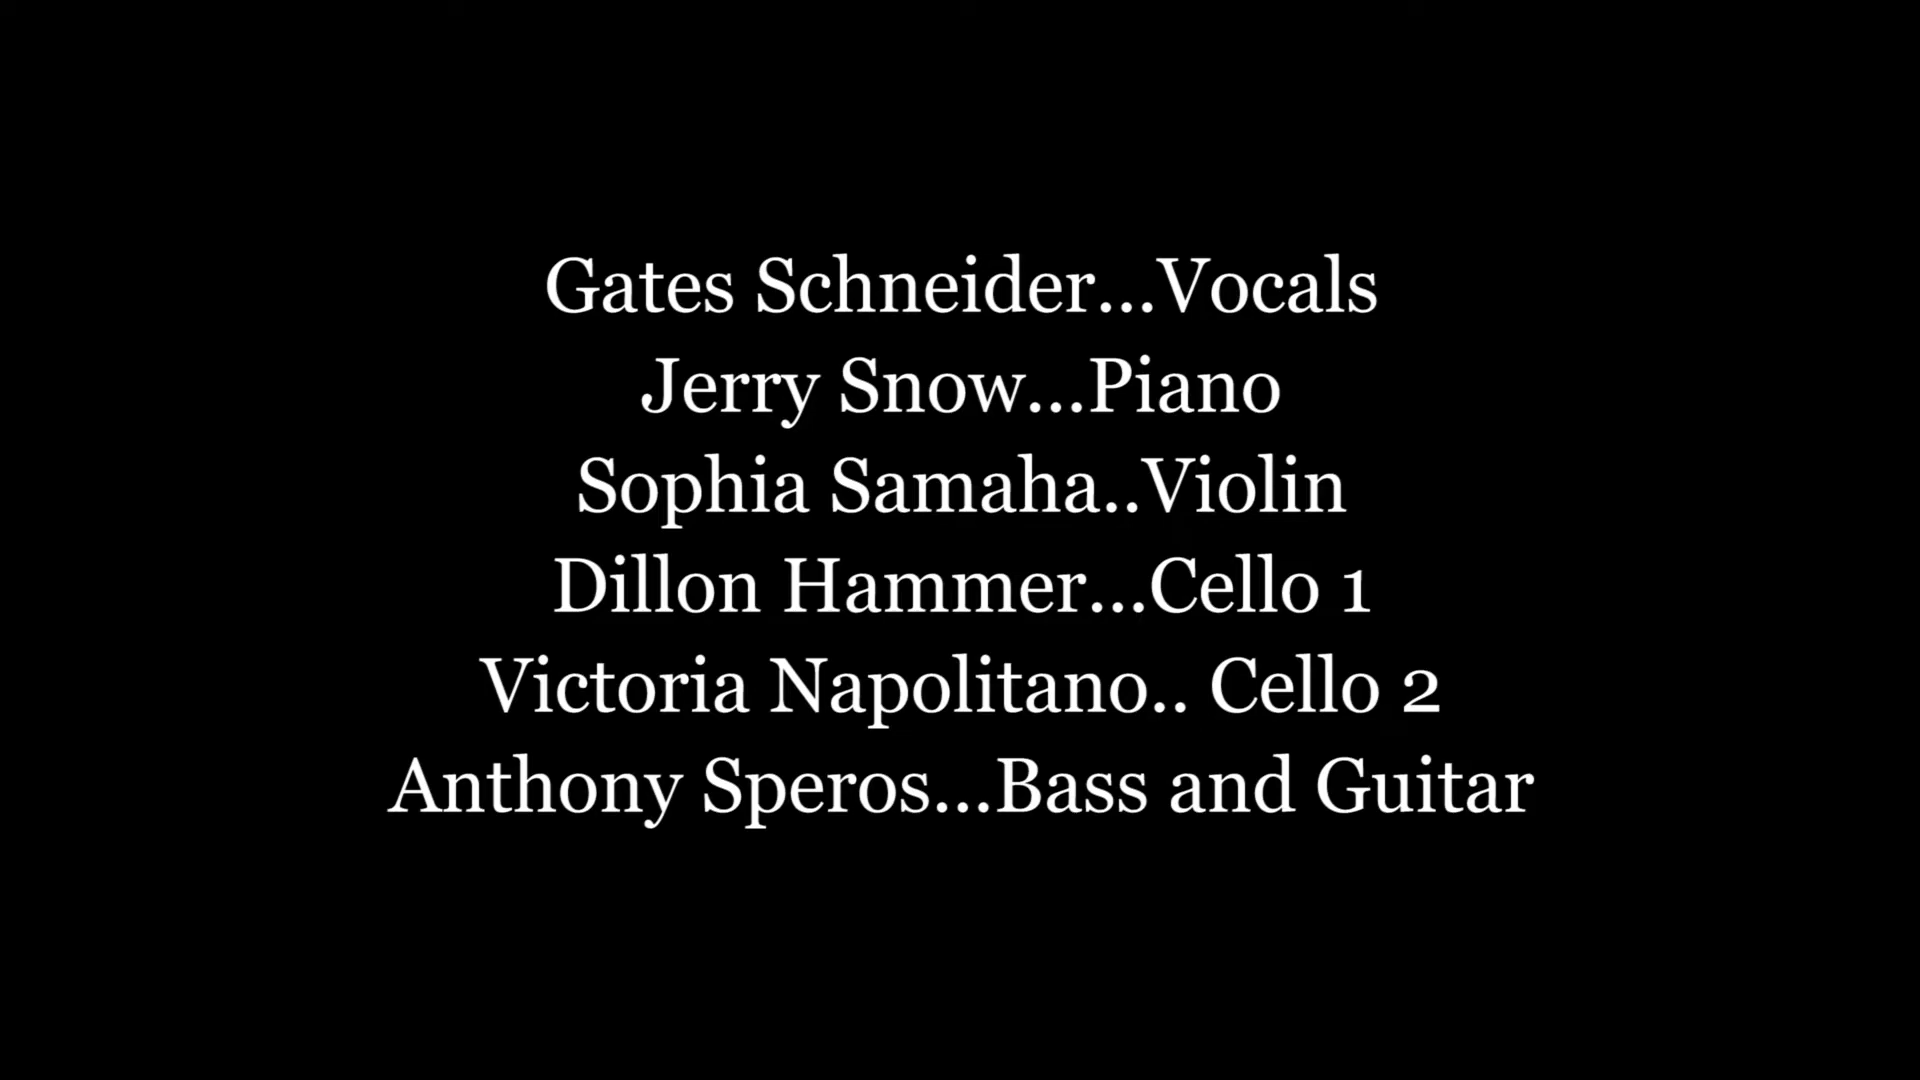 Gates Schneider...Vocals
Jerry Snow...Piano
Sophia Samaha..Violin
Dillon Hammer...Cello 1
Victoria Napolitano.. Cello 2
Anthony Speros...Bass and Guitar